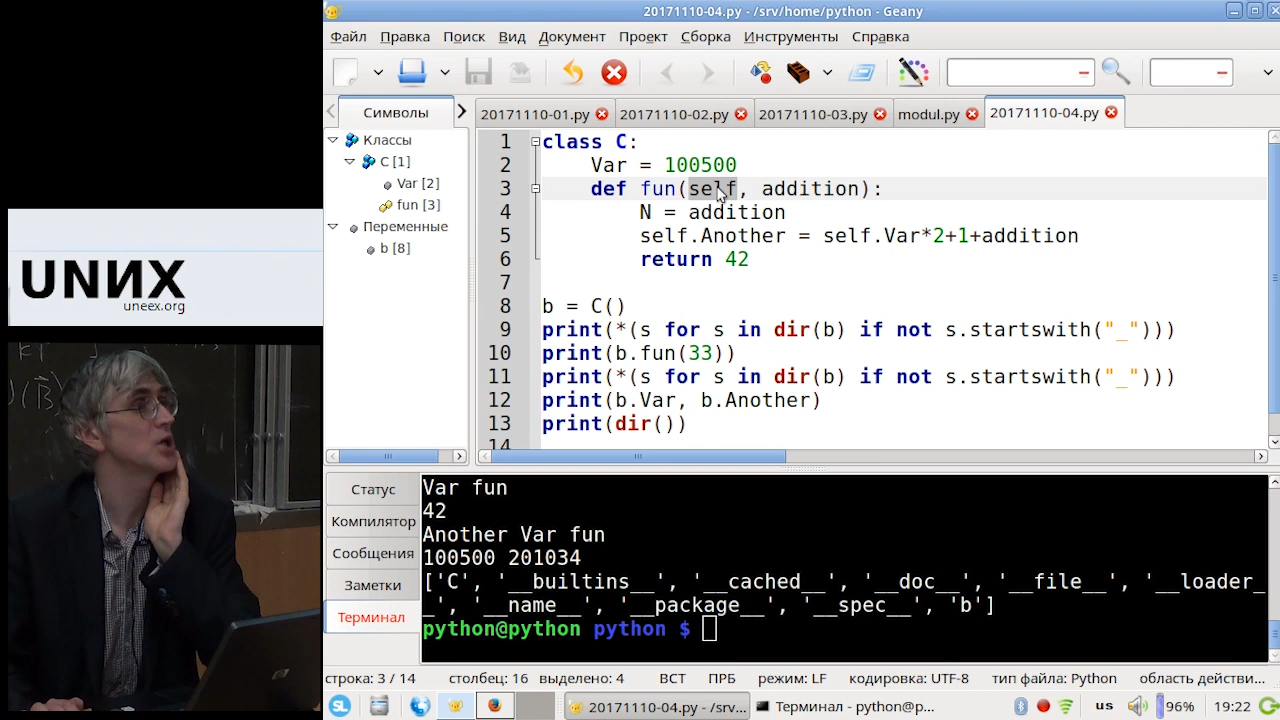 20171110-04.py - /srv/home/python - Geany
Файл Правка Поиск Вид Документ Проект Сборка Инструменты Справка
Символы
20171110-01.py 20171110-02.py 20171110-03.py modul.py 20171110-04.py
Классы
C [1]
Var [2]
fun [3]
Переменные
b [8]
1 class C:
2 Var = 100500
3 def fun(self, addition):
4 N = addition
5 self.Another = self.Var*2+1+addition
6 return 42
7
8 b = C()
9 print(*(s for s in dir(b) if not s.startswith("_")))
10 print(b.fun(33))
11 print(*(s for s in dir(b) if not s.startswith("_")))
12 print(b.Var, b.Another)
13 print(dir())
14
UNИX
uneex.org
Статус
Компилятор
Сообщения
Заметки
Терминал
Var fun
42
Another Var fun
100500 201034
['C', '__builtins__', '__cached__', '__doc__', '__file__', '__loader_
_', '__name__', '__package__', '__spec__', 'b']
python@python python $
строка: 3 / 14 столбец: 16 выделено: 4 ВСТ ПРБ режим: LF кодировка: UTF-8 тип файла: Python область действи...
SL 20171110-04.py - /srv... Терминал - python@p... us 96% 19:22